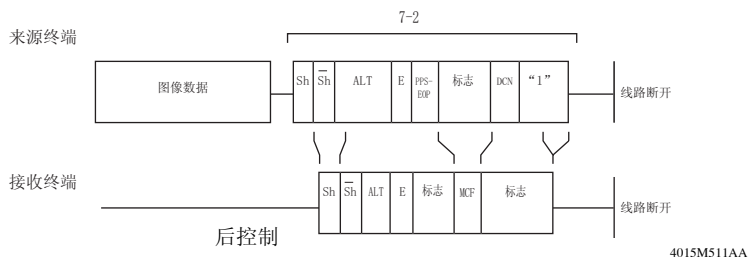 7-2
来源终端
图像数据
Sh
S̅h̅
ALT
E
PPS-
EOP
标志
DCN
“1”
线路断开
接收终端
Sh
S̅h̅
ALT
E
标志
MCF
标志
线路断开
后控制
4015M511AA